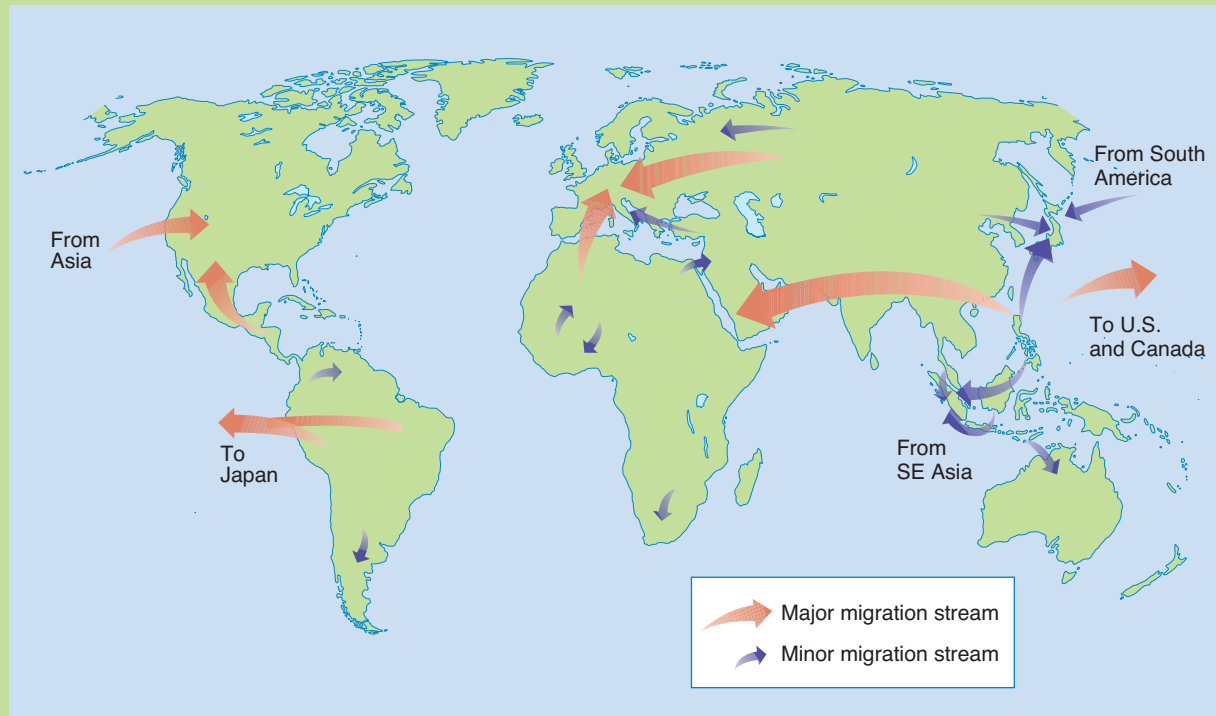 From South
America
From
Asia
To U.S.
and Canada
To
Japan
From
SE Asia
Major migration stream
Minor migration stream